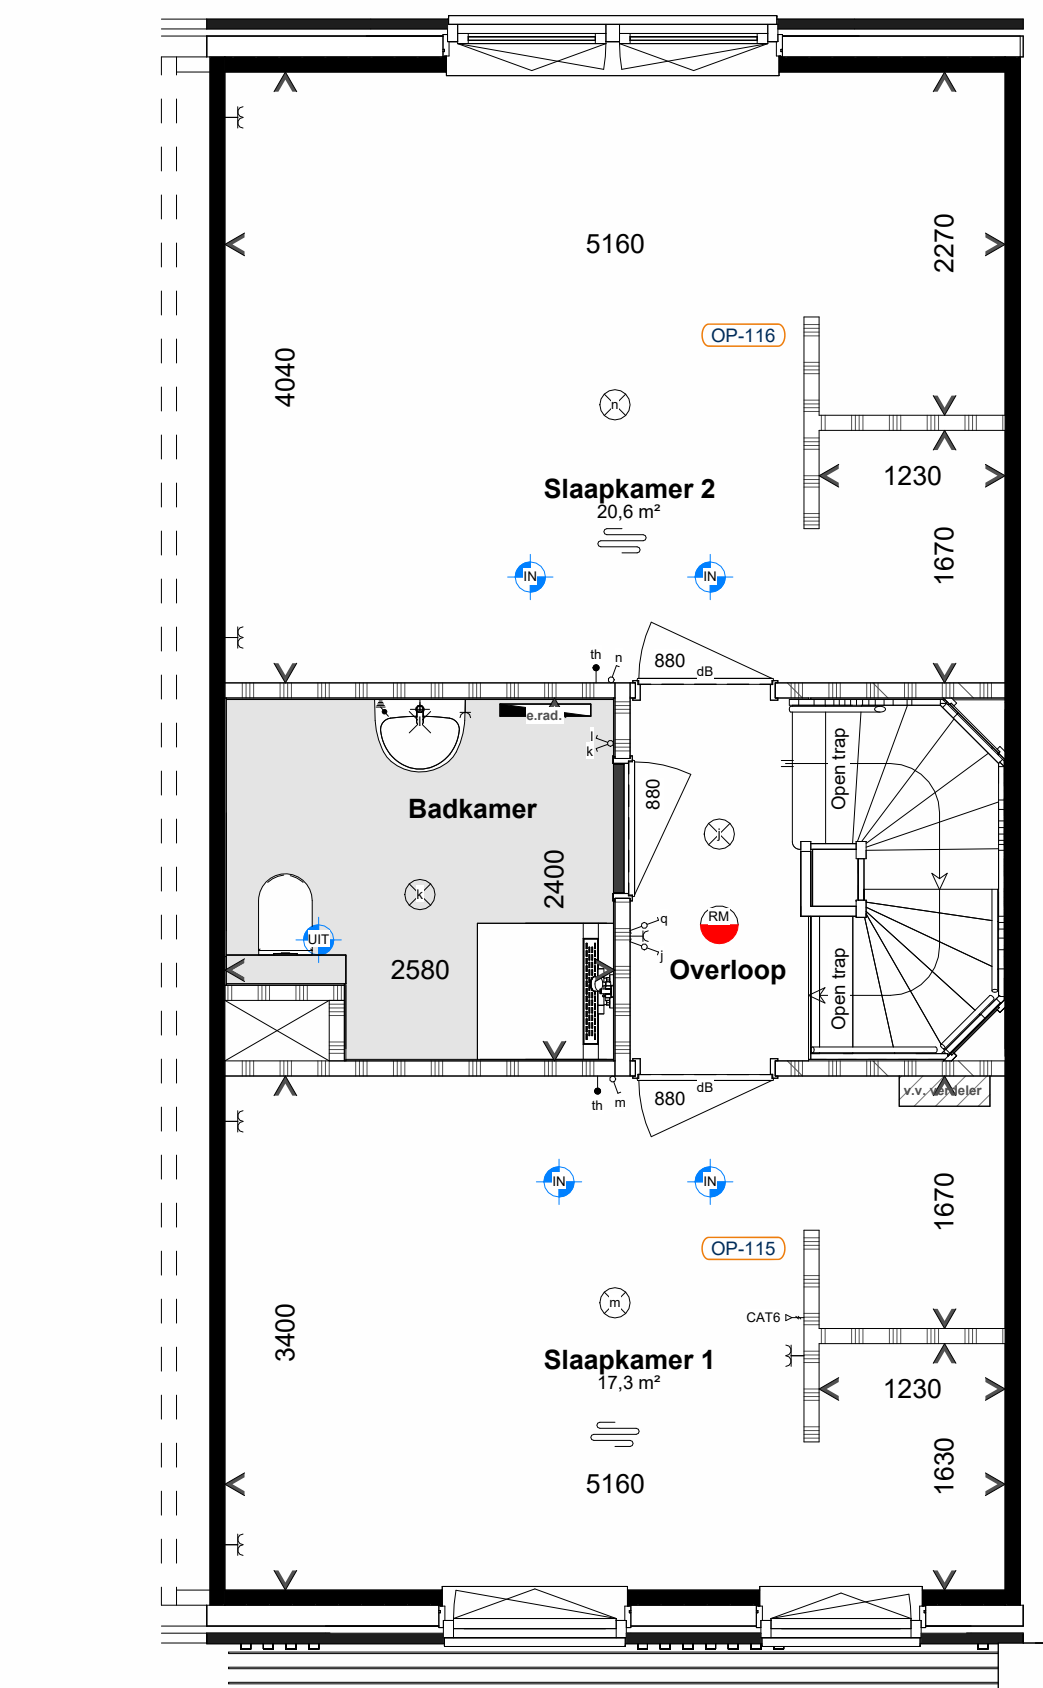 5160
2270
OP-116
4040
n
1230
Slaapkamer 2
20,6 m²
1670
IN
IN
th
n
880
dB
e.rad.
l
k
Open trap
880
Badkamer
j
2400
k
q
RM
UIT
j
2580
Overloop
Open trap
880
dB
th
m
v.v. verdeler
IN
IN
1670
OP-115
m
CAT6
3400
Slaapkamer 1
17,3 m²
1230
1630
5160